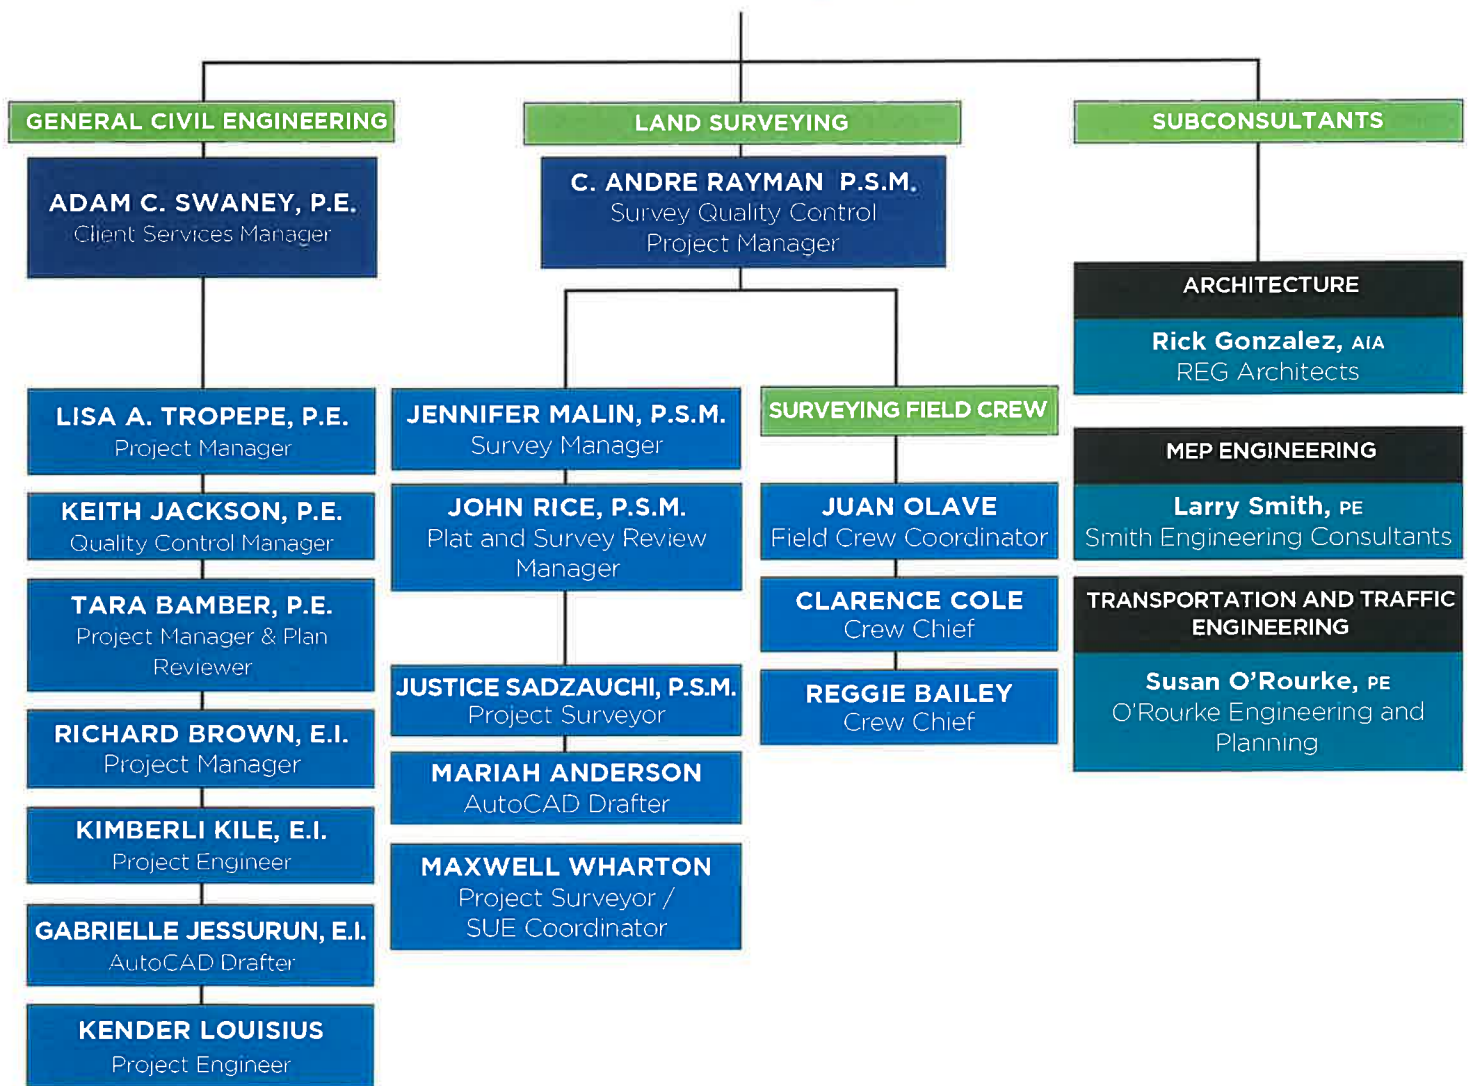 GENERAL CIVIL ENGINEERING
ADAM C. SWANEY, P.E.
Client Services Manager
LISA A. TROPEPE, P.E.
Project Manager
KEITH JACKSON, P.E.
Quality Control Manager
TARA BAMBER, P.E.
Project Manager & Plan
Reviewer
RICHARD BROWN, E.I.
Project Manager
KIMBERLI KILE, E.I.
Project Engineer
GABRIELLE JESSURUN, E.I.
AutoCAD Drafter
KENDER LOUISIUS
Project Engineer
LAND SURVEYING
C. ANDRE RAYMAN P.S.M.
Survey Quality Control
Project Manager
JENNIFER MALIN, P.S.M.
Survey Manager
JOHN RICE, P.S.M.
Plat and Survey Review
Manager
JUSTICE SADZAUCHI, P.S.M.
Project Surveyor
MARIAH ANDERSON
AutoCAD Drafter
MAXWELL WHARTON
Project Surveyor /
SUE Coordinator
SURVEYING FIELD CREW
JUAN OLAVE
Field Crew Coordinator
CLARENCE COLE
Crew Chief
REGGIE BAILEY
Crew Chief
SUBCONSULTANTS
ARCHITECTURE
Rick Gonzalez, AIA
REG Architects
MEP ENGINEERING
Larry Smith, PE
Smith Engineering Consultants
TRANSPORTATION AND TRAFFIC
ENGINEERING
Susan O'Rourke, PE
O'Rourke Engineering and
Planning